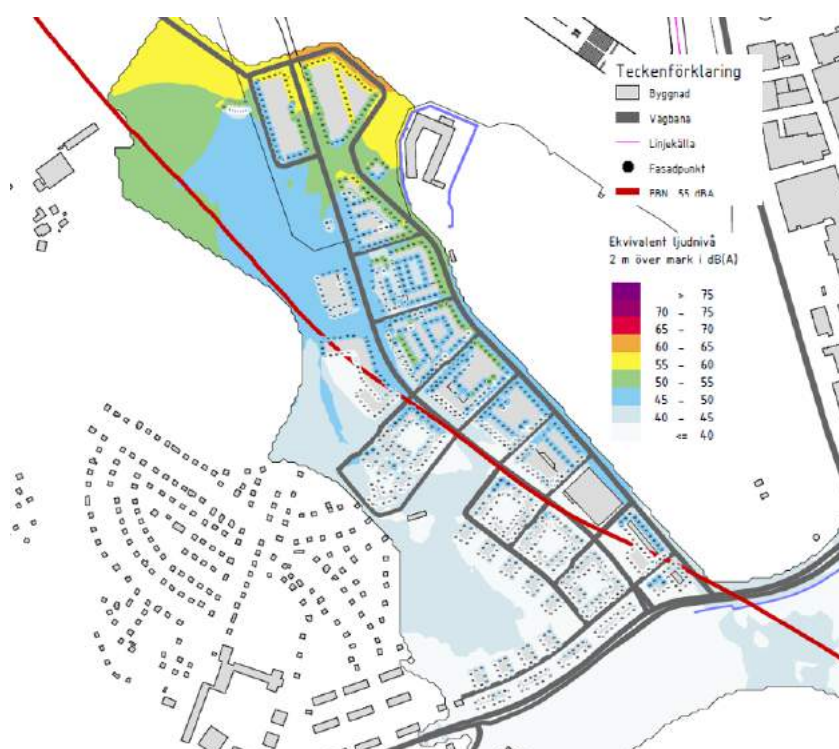 Teckenförklaring
Byggnad
Vägbana
Linjekälla
Fasadpunkt
FBN 55 dBA
Ekvivalent ljudnivå
2 m över mark i dB(A)
> 75
70 - 75
65 - 70
60 - 65
55 - 60
50 - 55
45 - 50
40 - 45
<= 40